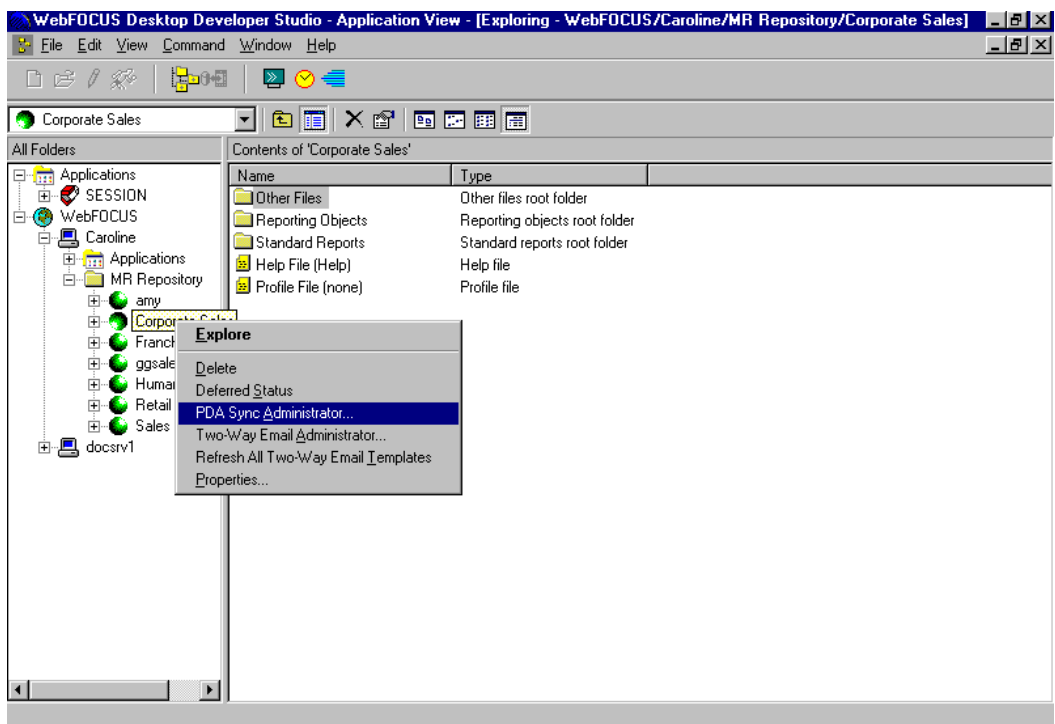 WebFOCUS Desktop Developer Studio - Application View - [Exploring - WebFOCUS/Caroline/MR Repository/Corporate Sales]
File Edit View Command Window Help
Corporate Sales
All Folders
Contents of 'Corporate Sales'
Applications
SESSION
WebFOCUS
Caroline
Applications
MR Repository
amy
Corporate Sales
Franch
ggsale
Human
Retail
Sales
docsrv1
Name Type
Other Files Other files root folder
Reporting Objects Reporting objects root folder
Standard Reports Standard reports root folder
Help File (Help) Help file
Profile File (none) Profile file
Explore
Delete
Deferred Status
PDA Sync Administrator...
Two-Way Email Administrator...
Refresh All Two-Way Email Templates
Properties...